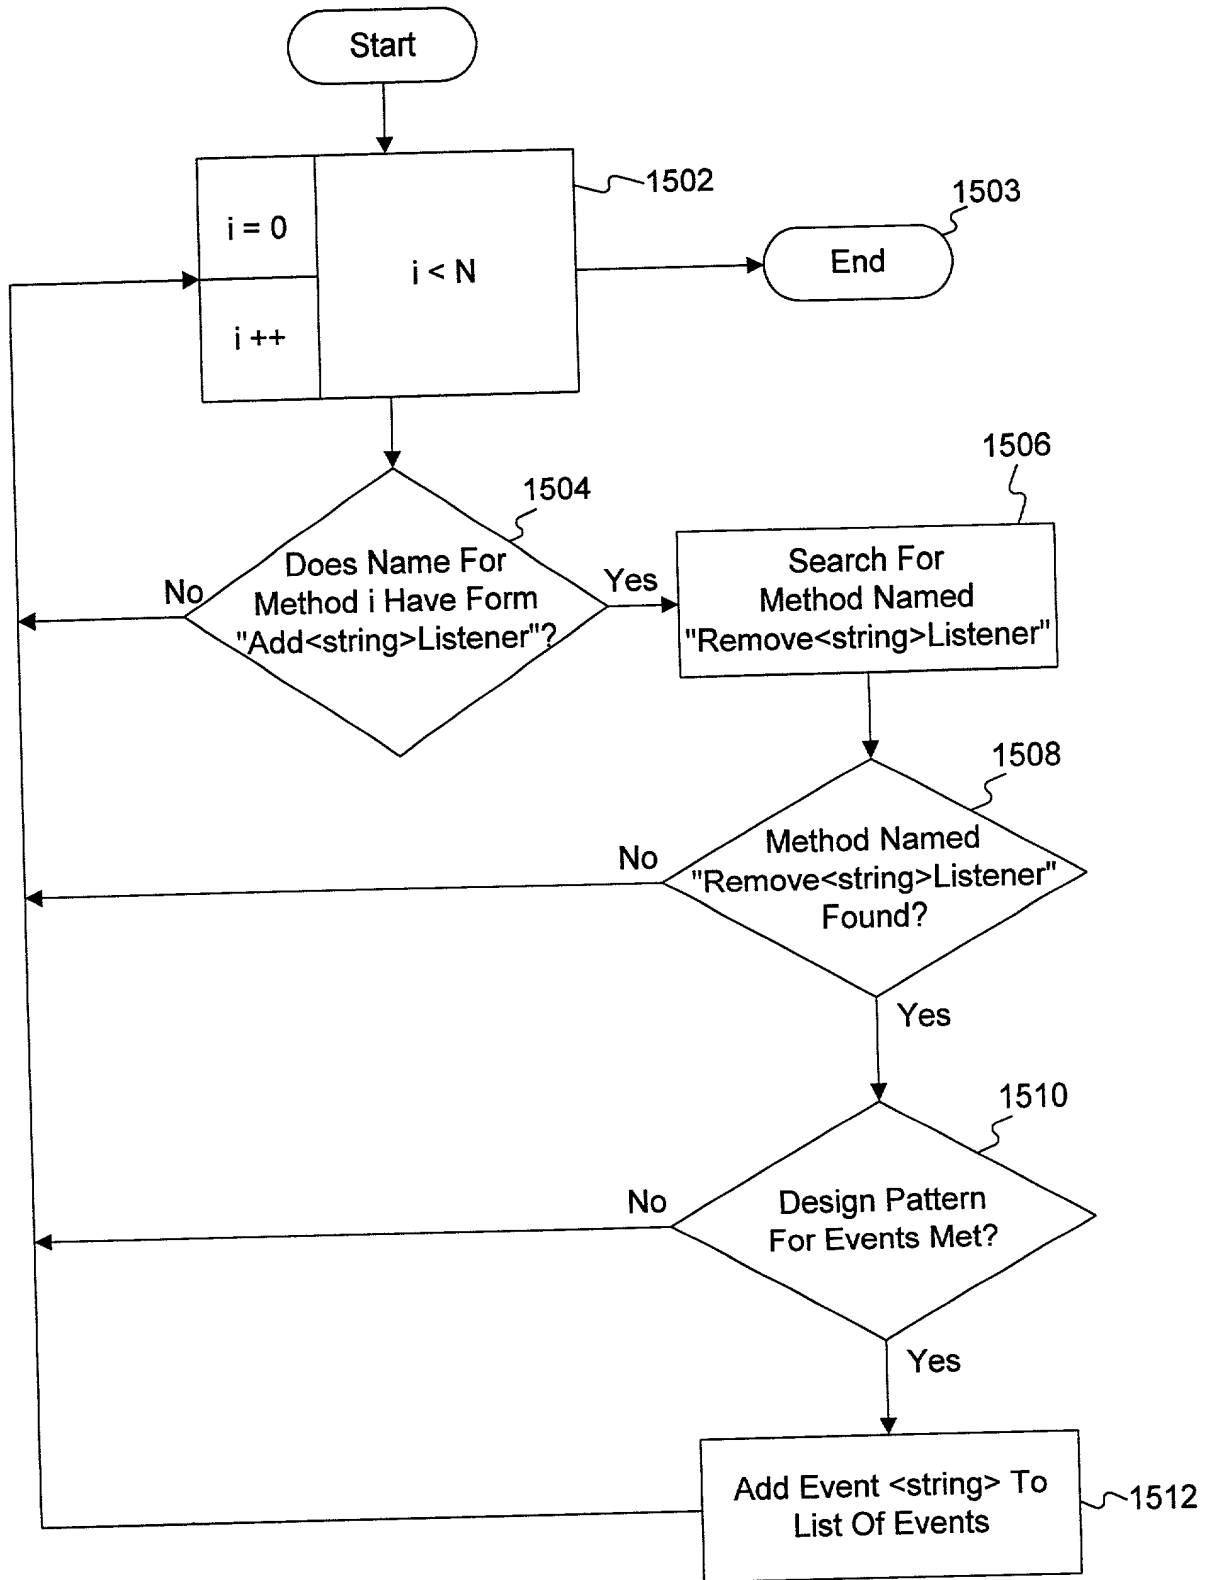 Start
1502
i = 0
i < N
i ++
1503
End
1504
Does Name For
Method i Have Form
"Add<string>Listener"?
No
Yes
1506
Search For
Method Named
"Remove<string>Listener"
1508
Method Named
"Remove<string>Listener"
Found?
No
Yes
1510
Design Pattern
For Events Met?
No
Yes
Add Event <string> To
List Of Events
1512